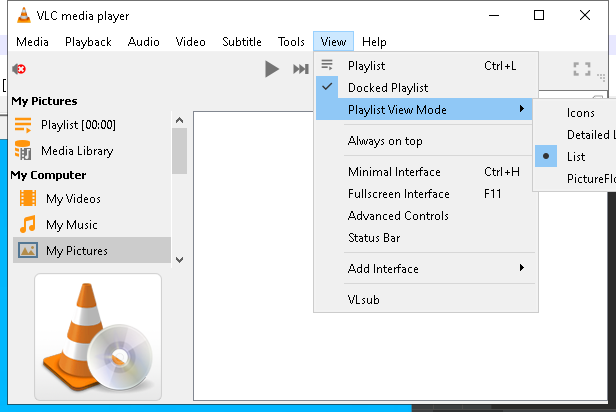 VLC media player
Media Playback Audio Video Subtitle Tools View Help
Playlist Ctrl+L
Docked Playlist
Playlist View Mode
Always on top
Minimal Interface Ctrl+H
Fullscreen Interface F11
Advanced Controls
Status Bar
Add Interface
VLsub
Icons
Detailed L
List
PictureFlo
My Pictures
Playlist [00:00]
Media Library
My Computer
My Videos
My Music
My Pictures